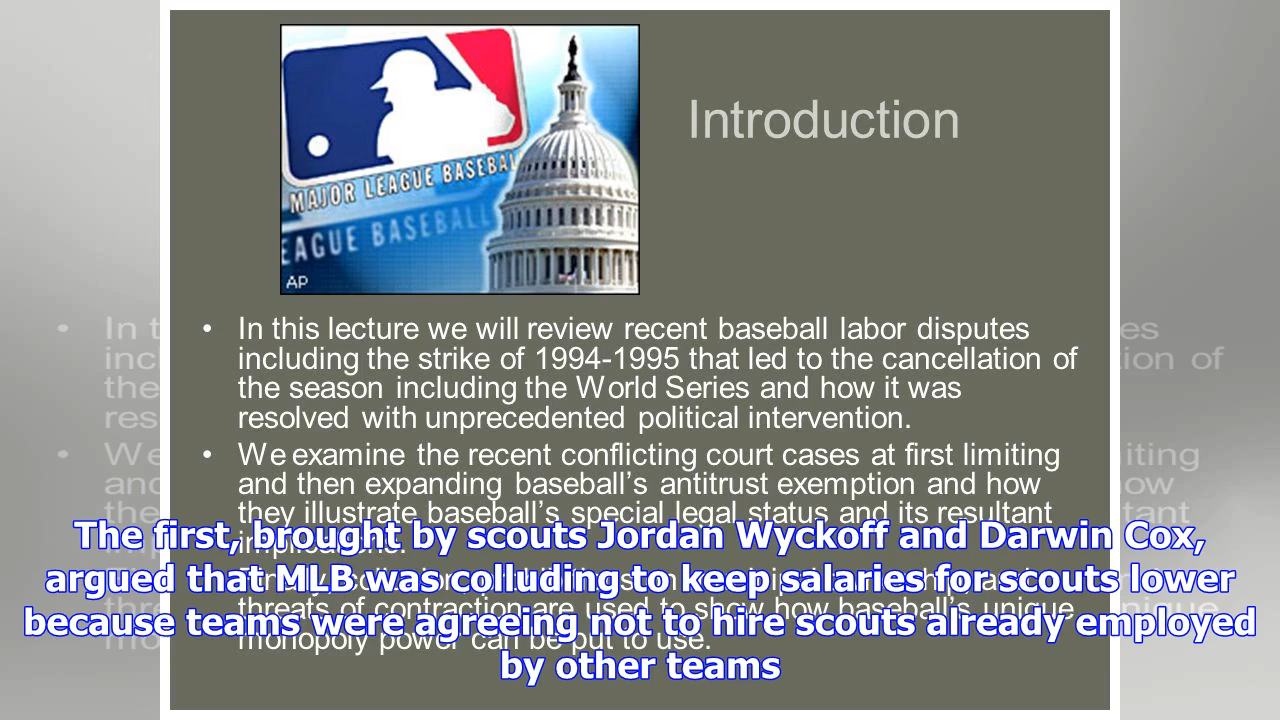 MAJOR LEAGUE BASEBAL
EAGUE BASEBALL
AP
Introduction
• In this lecture we will review recent baseball labor disputes
including the strike of 1994-1995 that led to the cancellation of
the season including the World Series and how it was
resolved with unprecedented political intervention.
• We examine the recent conflicting court cases at first limiting
and then expanding baseball’s antitrust exemption and how
they illustrate baseball’s special legal status and its resultant
The first, brought by scouts Jordan Wyckoff and Darwin Cox,
argued that MLB was colluding to keep salaries for scouts lower
threats of contraction are used to show how baseball’s unique
because teams were agreeing not to hire scouts already employed
monopoly power can be put to use.
by other teams